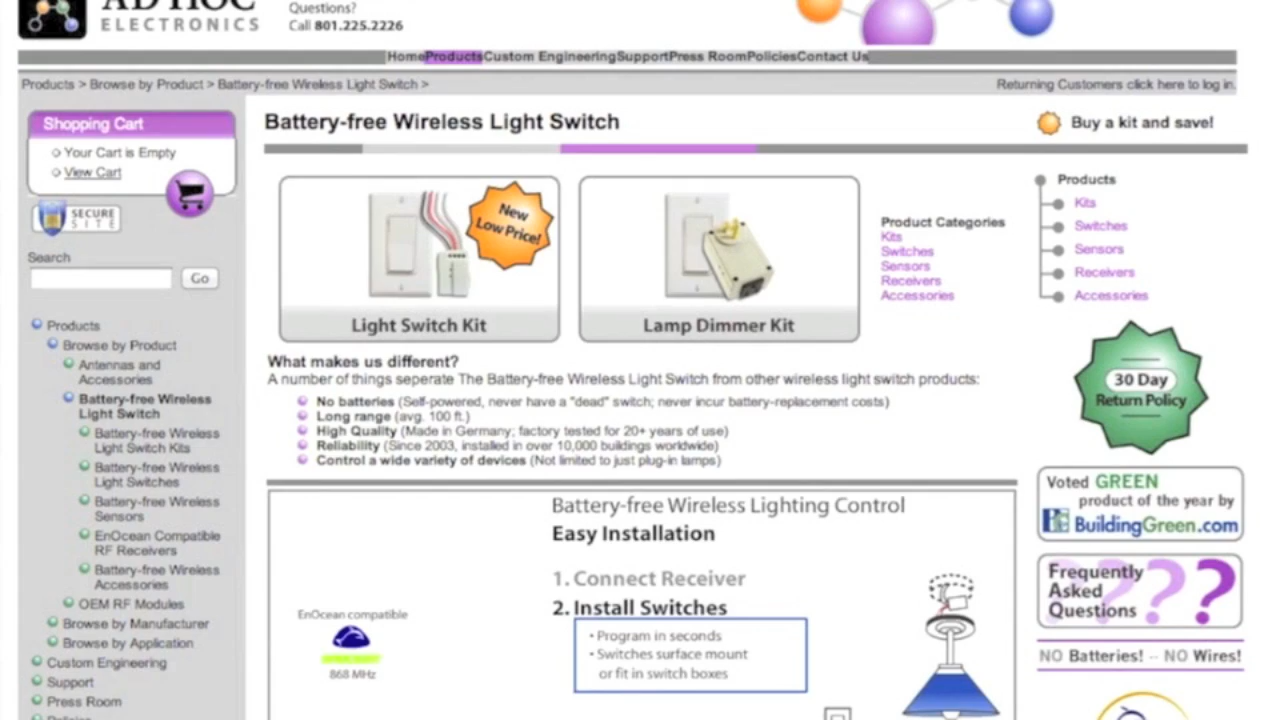 AD HOC
ELECTRONICS
Questions?
Call 801.225.2226
Home Products Custom Engineering Support Press Room Policies Contact Us
Products > Browse by Product > Battery-free Wireless Light Switch >
Returning Customers click here to log in.
Shopping Cart
Your Cart is Empty
View Cart
SECURE
SITE
Search
Go
Products
Browse by Product
Antennas and
Accessories
Battery-free Wireless
Light Switch
Battery-free Wireless
Light Switch Kits
Battery-free Wireless
Light Switches
Battery-free Wireless
Sensors
EnOcean Compatible
RF Receivers
Battery-free Wireless
Accessories
OEM RF Modules
Browse by Manufacturer
Browse by Application
Custom Engineering
Support
Press Room
Battery-free Wireless Light Switch
Buy a kit and save!
New
Low Price!
Light Switch Kit
Lamp Dimmer Kit
Product Categories
Kits
Switches
Sensors
Receivers
Accessories
Products
Kits
Switches
Sensors
Receivers
Accessories
What makes us different?
A number of things seperate The Battery-free Wireless Light Switch from other wireless light switch products:
No batteries (Self-powered, never have a "dead" switch; never incur battery-replacement costs)
Long range (avg. 100 ft.)
High Quality (Made in Germany; factory tested for 20+ years of use)
Reliability (Since 2003, installed in over 10,000 buildings worldwide)
Control a wide variety of devices (Not limited to just plug-in lamps)
Battery-free Wireless Lighting Control
Easy Installation
1. Connect Receiver
2. Install Switches
• Program in seconds
• Switches surface mount
or fit in switch boxes
EnOcean compatible
868 MHz
30 Day
Return Policy
Voted GREEN
product of the year by
BuildingGreen.com
Frequently
Asked
Questions
????
NO Batteries! -- NO Wires!